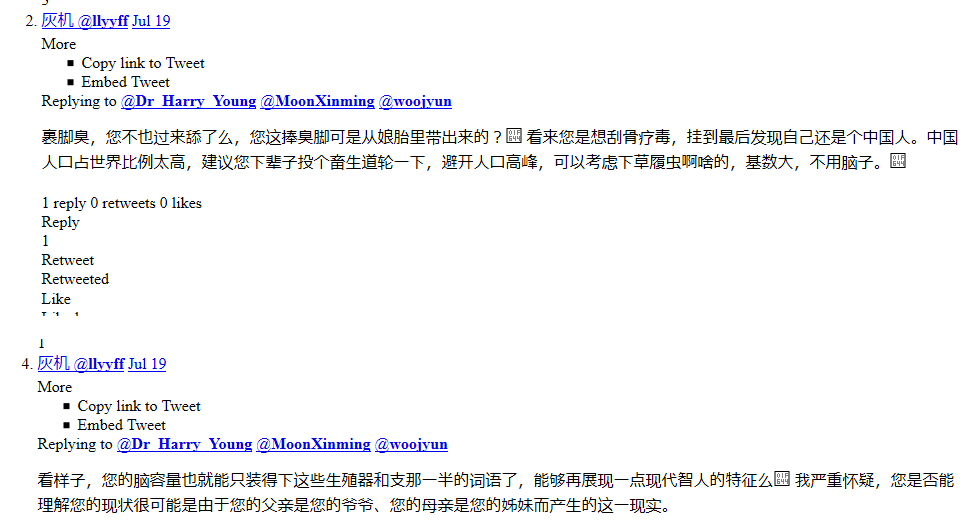 2. 灰机 @llyyff Jul 19
More
Copy link to Tweet
Embed Tweet
Replying to @Dr_Harry_Young @MoonXinming @woojyun
裹脚臭，您不也过来舔了么，您这捧臭脚可是从娘胎里带出来的？ 看来您是想刮骨疗毒，挂到最后发现自己还是个中国人。中国
人口占世界比例太高，建议您下辈子投个畜生道轮一下，避开人口高峰，可以考虑下草履虫啊啥的，基数大，不用脑子。
1 reply 0 retweets 0 likes
Reply
1
Retweet
Retweeted
Like
1
4. 灰机 @llyyff Jul 19
More
Copy link to Tweet
Embed Tweet
Replying to @Dr_Harry_Young @MoonXinming @woojyun
看样子，您的脑容量也就能只装得下这些生殖器和支那一半的词语了，能够再展现一点现代智人的特征么 我严重怀疑，您是否能
理解您的现状很可能是由于您的父亲是您的爷爷、您的母亲是您的姊妹而产生的这一现实。